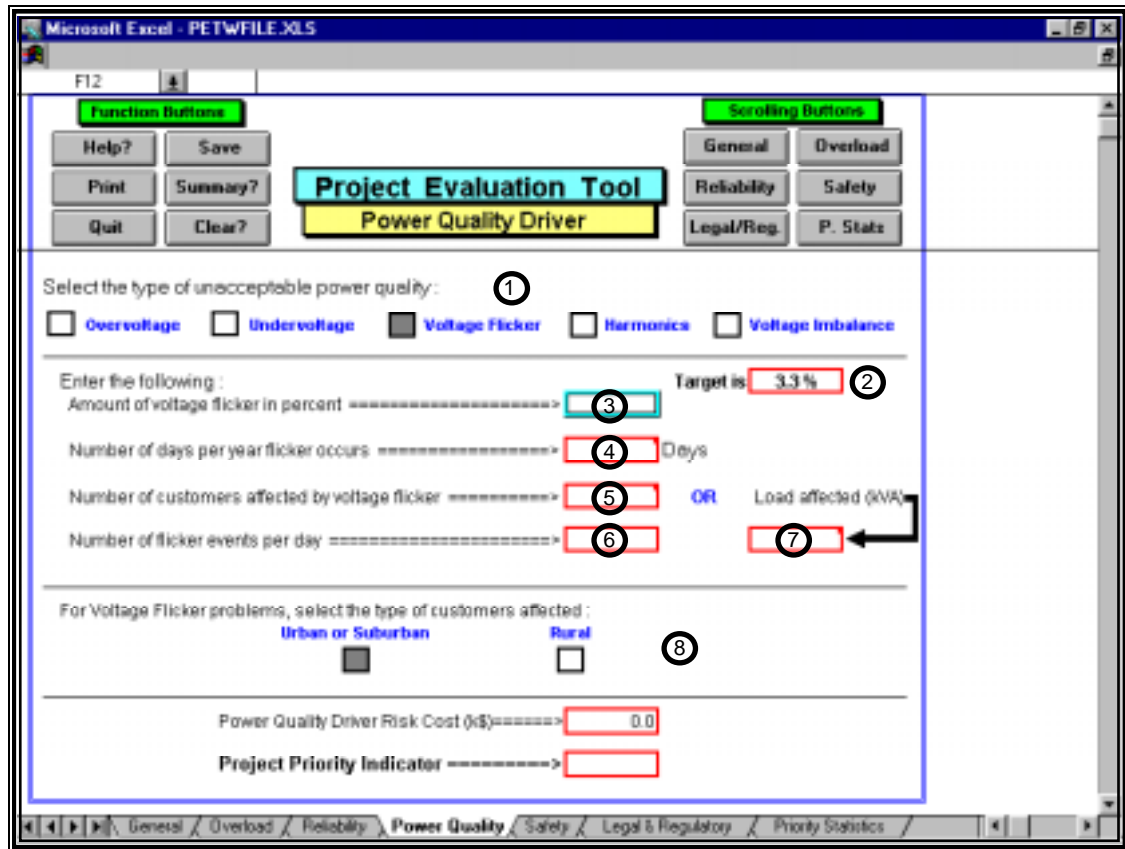 Microsoft Excel - PETWFILE.XLS
F12
Function Buttons
Scrolling Buttons
Help? Save
General Overload
Print Summary?
Project Evaluation Tool
Reliability Safety
Power Quality Driver
Quit Clear?
Legal/Reg. P. Stats
Select the type of unacceptable power quality :
1
Overvoltage Undervoltage Voltage Flicker Harmonics Voltage Imbalance
Enter the following :
Target is 3.3 % 2
Amount of voltage flicker in percent =====================> 3
Number of days per year flicker occurs ================> 4 Days
Number of customers affected by voltage flicker ==========> 5 OR Load affected (kVA)
Number of flicker events per day =====================> 6 7
For Voltage Flicker problems, select the type of customers affected :
Urban or Suburban Rural
8
Power Quality Driver Risk Cost (k$)======> 0.0
Project Priority Indicator =========>
General / Overload / Reliability \ Power Quality / Safety / Legal & Regulatory / Priority Statistics /